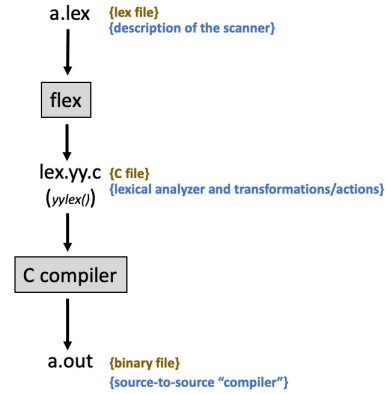 a.lex {lex file}
{description of the scanner}
flex
lex.yy.c {C file}
(yylex()) {lexical analyzer and transformations/actions}
C compiler
a.out {binary file}
{source-to-source “compiler”}